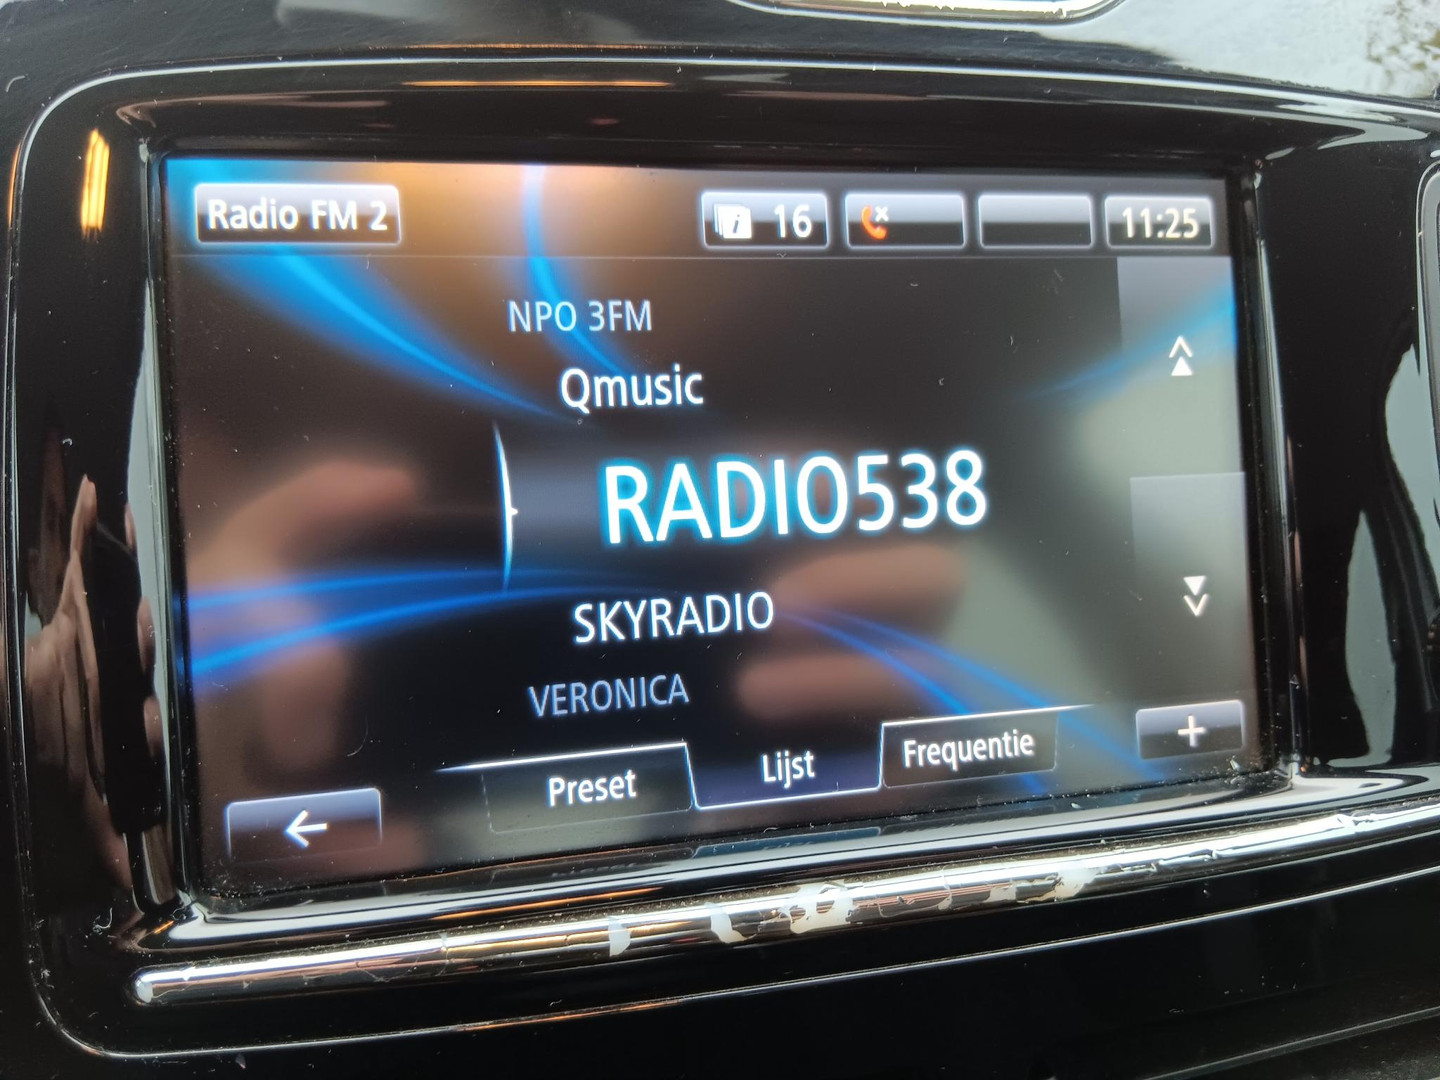 Radio FM 2
16
11:25
NPO 3FM
Qmusic
RADIO538
SKYRADIO
VERONICA
Preset
Lijst
Frequentie
+